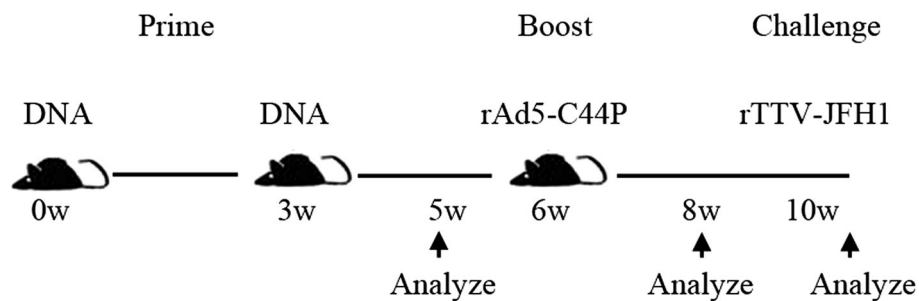 Prime Boost Challenge
DNA DNA rAd5-C44P rTTV-JFH1
0w 3w 5w 6w 8w 10w
Analyze Analyze Analyze